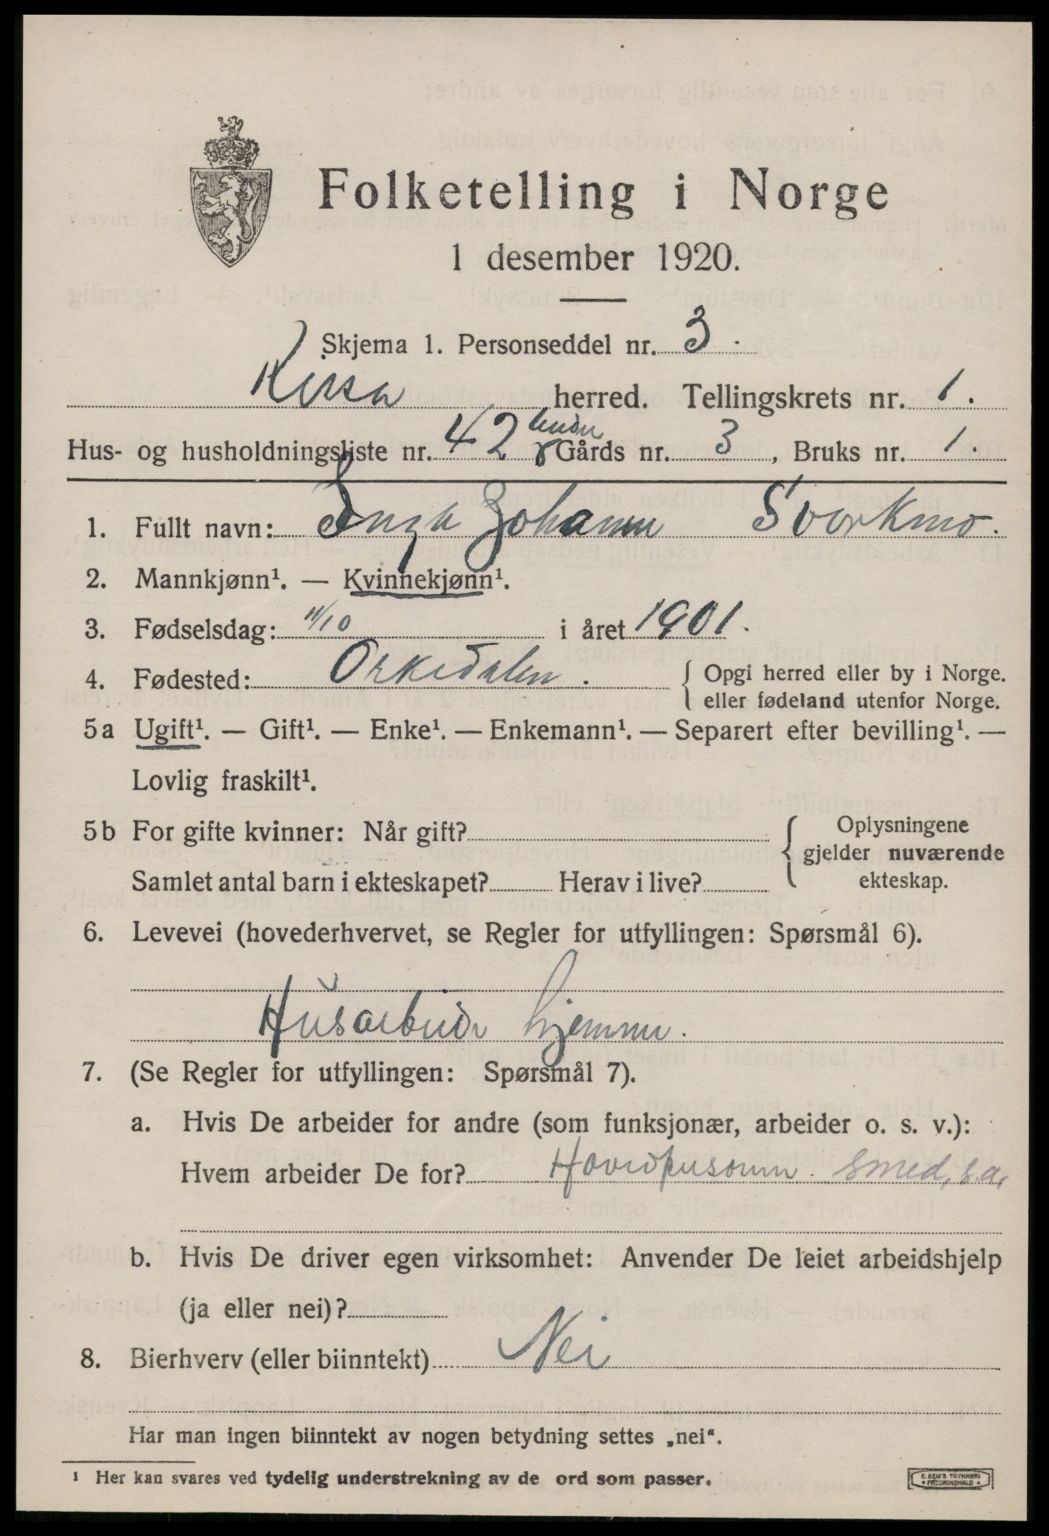 Folketelling i Norge
1 desember 1920.
Skjema 1. Personseddel nr. 3.
herred. Tellingskrets nr. 1.
Hus- og husholdningsliste nr. 42 under Gårds nr. 3, Bruks nr. 1.
1. Fullt navn: Inga Johanne Svorkmo.
2. Mannkjønn¹. — Kvinnekjønn¹.
3. Fødselsdag: 11/10 i året 1901.
4. Fødested: Orkedalen. { Opgi herred eller by i Norge.
eller fødeland utenfor Norge.
5a Ugift¹. — Gift¹. — Enke¹. — Enkemann¹. — Separert efter bevilling¹. —
Lovlig fraskilt¹.
5b For gifte kvinner: Når gift? { Oplysningene
gjelder nuværende
Samlet antal barn i ekteskapet? Herav i live? ekteskap.
6. Levevei (hovederhvervet, se Regler for utfyllingen: Spørsmål 6).
Husarbeide hjemme.
7. (Se Regler for utfyllingen: Spørsmål 7).
a. Hvis De arbeider for andre (som funksjonær, arbeider o. s. v.):
Hvem arbeider De for? Hovedpersonen. Smed, s.a.
b. Hvis De driver egen virksomhet: Anvender De leiet arbeidshjelp
(ja eller nei)?
8. Bierhverv (eller biinntekt) Nei
Har man ingen biinntekt av nogen betydning settes „nei".
¹ Her kan svares ved tydelig understrekning av de ord som passer.
E. SEM'S TRYKKERI
FREDRIKSHALD